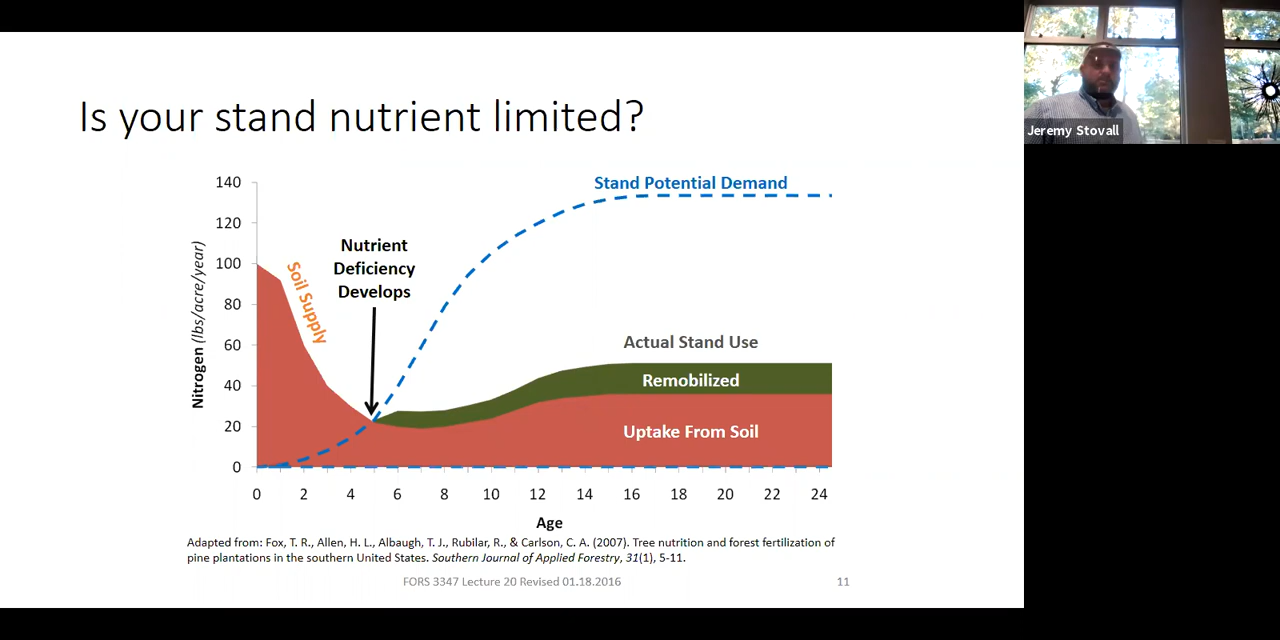 Is your stand nutrient limited?
Jeremy Stovall
Nitrogen (lbs/acre/year)
140
120
100
80
60
40
20
0
Soil Supply
Nutrient
Deficiency
Develops
Stand Potential Demand
Actual Stand Use
Remobilized
Uptake From Soil
0 2 4 6 8 10 12 14 16 18 20 22 24
Age
Adapted from: Fox, T. R., Allen, H. L., Albaugh, T. J., Rubilar, R., & Carlson, C. A. (2007). Tree nutrition and forest fertilization of
pine plantations in the southern United States. Southern Journal of Applied Forestry, 31(1), 5-11.
FORS 3347 Lecture 20 Revised 01.18.2016
11